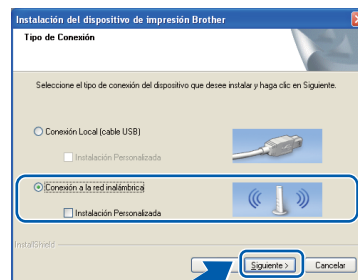 Instalación del dispositivo de impresión Brother
Tipo de Conexión
Seleccione el tipo de conexión del dispositivo que desee instalar y haga clic en Siguiente.
Conexión Local (cable USB)
Instalación Personalizada
Conexión a la red inalámbrica
Instalación Personalizada
InstallShield
Siguiente >
Cancelar